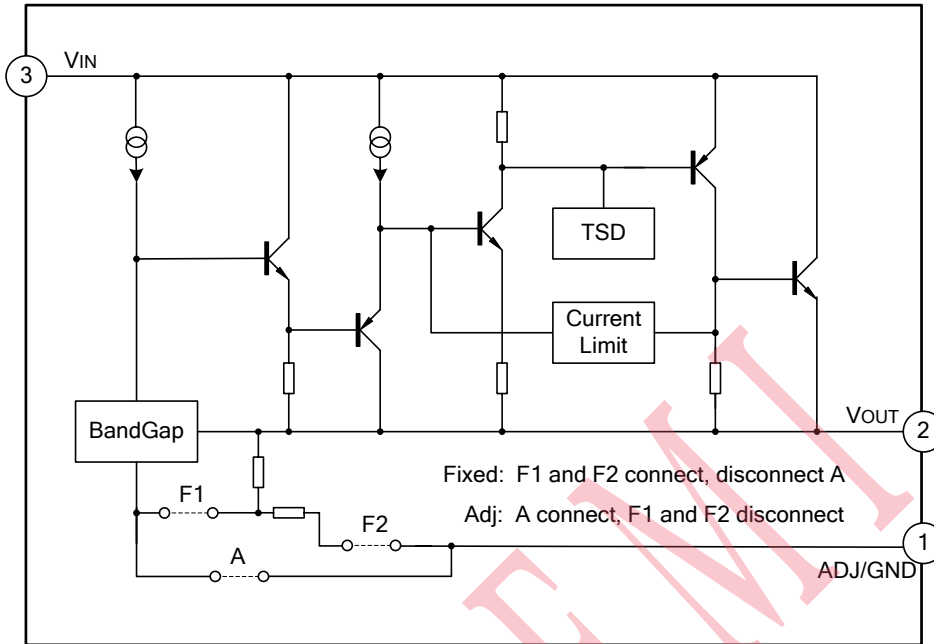 VIN
3
TSD
Current
Limit
BandGap
VOUT
2
Fixed: F1 and F2 connect, disconnect A
F1
Adj: A connect, F1 and F2 disconnect
F2
1
A
ADJ/GND
EMI